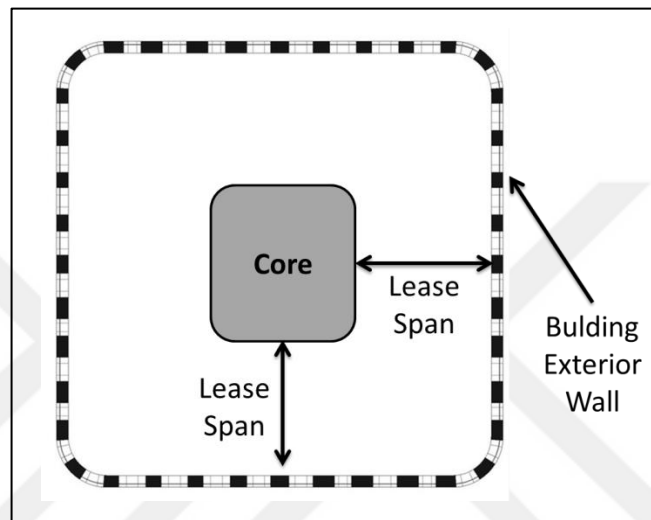 Core
Lease
Span
Lease
Span
Bulding
Exterior
Wall